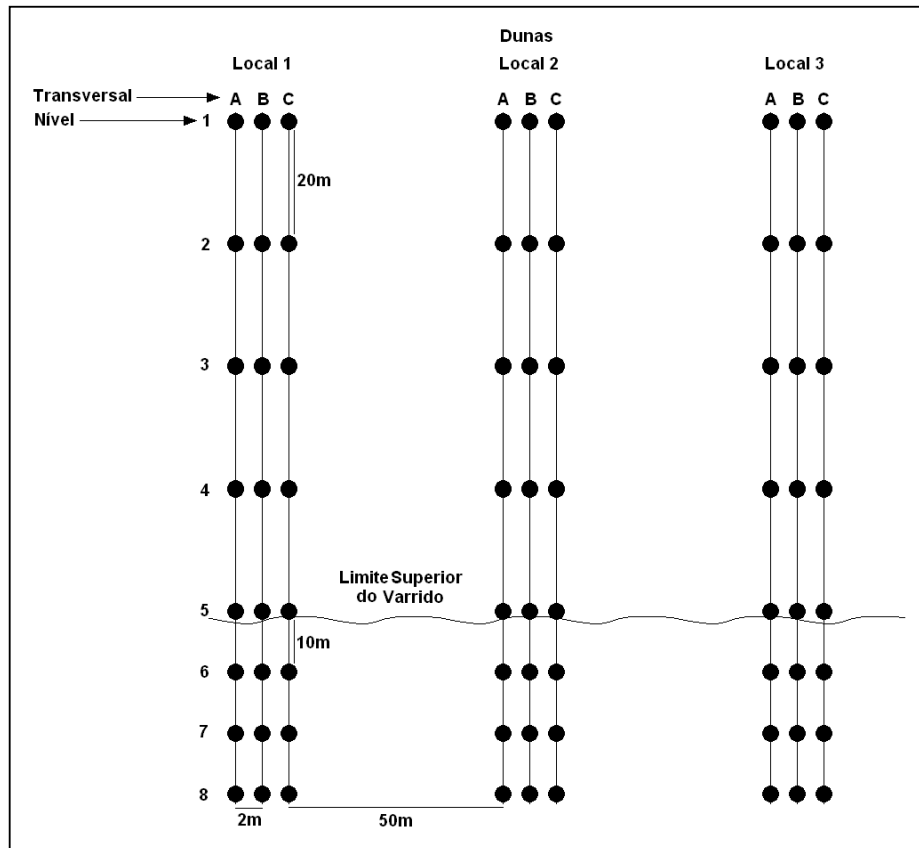 Dunas
Local 1 Local 2 Local 3
Transversal A B C A B C A B C
Nível 1
20m
2
3
4
Limite Superior
do Varrido
5
10m
6
7
8
2m 50m